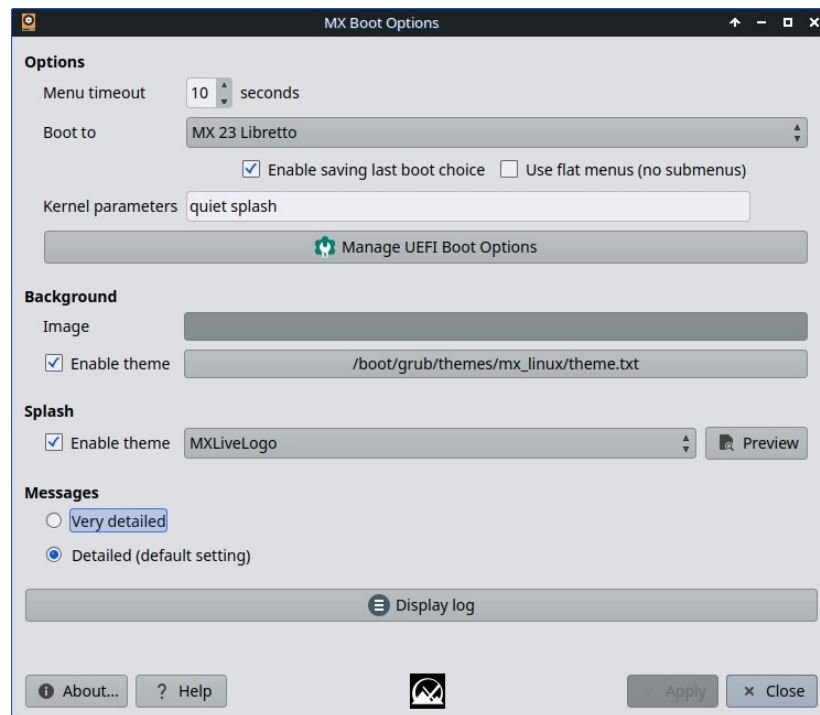 MX Boot Options
Options
Menu timeout 10 seconds
Boot to MX 23 Libretto
Enable saving last boot choice Use flat menus (no submenus)
Kernel parameters quiet splash
Manage UEFI Boot Options
Background
Image
Enable theme /boot/grub/themes/mx_linux/theme.txt
Splash
Enable theme MXLiveLogo Preview
Messages
Very detailed
Detailed (default setting)
Display log
About... ? Help Apply Close